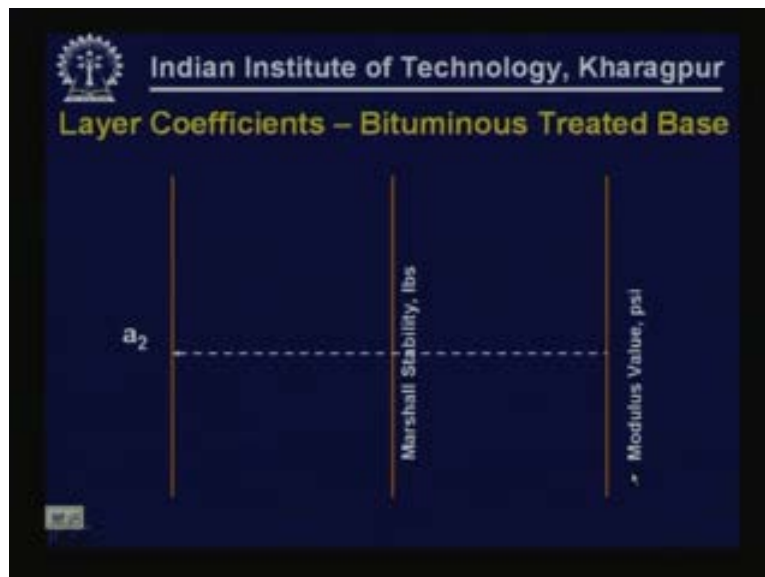 Indian Institute of Technology, Kharagpur
Layer Coefficients – Bituminous Treated Base
a₂
Marshall Stability, lbs
Modulus Value, psi